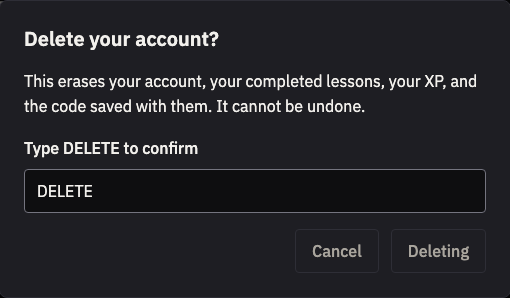 Delete your account?
This erases your account, your completed lessons, your XP, and
the code saved with them. It cannot be undone.
Type DELETE to confirm
DELETE
Cancel
Deleting